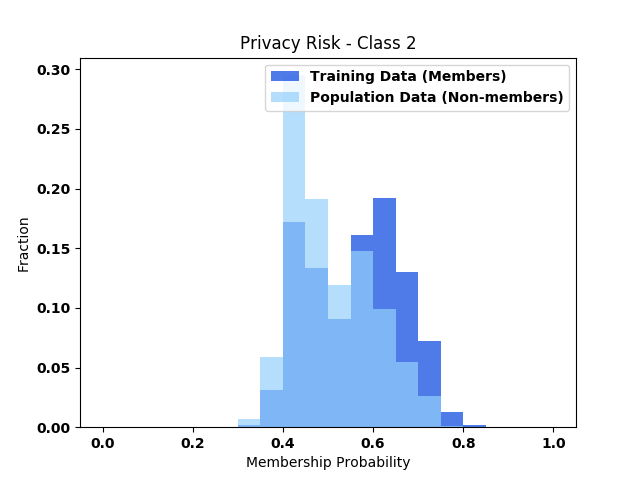 Privacy Risk - Class 2
Training Data (Members)
Population Data (Non-members)
0.30
0.25
0.20
0.15
0.10
0.05
0.00
Fraction
0.0 0.2 0.4 0.6 0.8 1.0
Membership Probability